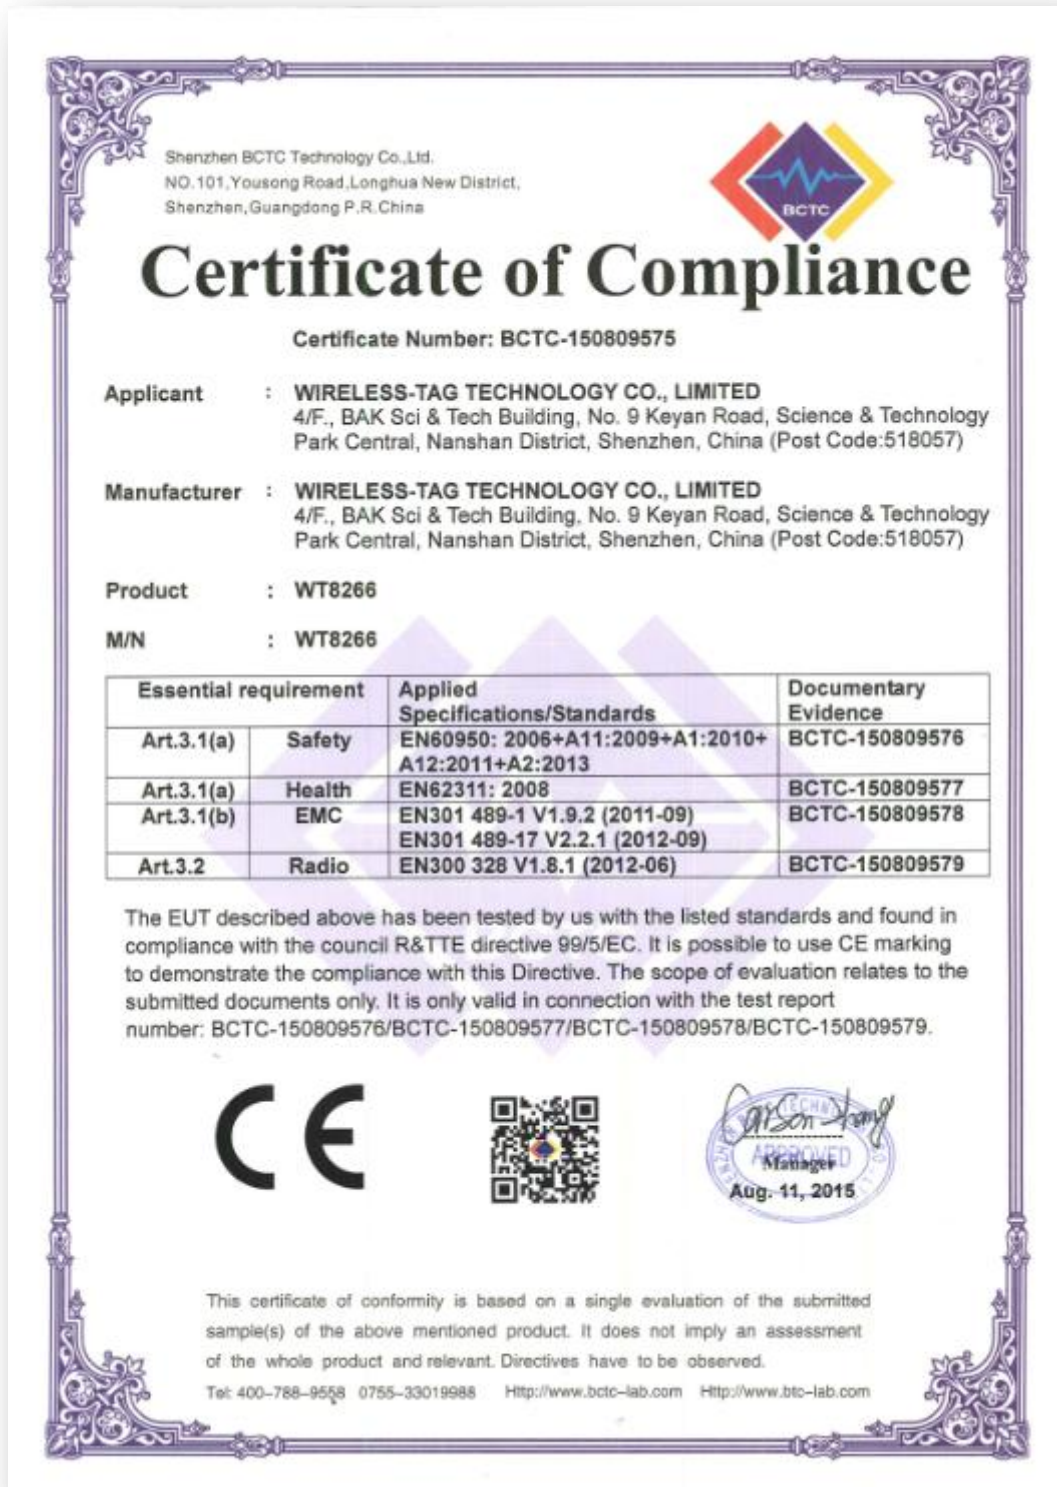 Shenzhen BCTC Technology Co.,Ltd.
NO.101,Yousong Road,Longhua New District,
Shenzhen,Guangdong P.R.China
BCTC
Certificate of Compliance
Certificate Number: BCTC-150809575
Applicant : WIRELESS-TAG TECHNOLOGY CO., LIMITED
4/F., BAK Sci & Tech Building, No. 9 Keyan Road, Science & Technology
Park Central, Nanshan District, Shenzhen, China (Post Code:518057)
Manufacturer : WIRELESS-TAG TECHNOLOGY CO., LIMITED
4/F., BAK Sci & Tech Building, No. 9 Keyan Road, Science & Technology
Park Central, Nanshan District, Shenzhen, China (Post Code:518057)
Product : WT8266
M/N : WT8266
Essential requirement Applied Documentary
Specifications/Standards Evidence
Art.3.1(a) Safety EN60950: 2006+A11:2009+A1:2010+ BCTC-150809576
A12:2011+A2:2013
Art.3.1(a) Health EN62311: 2008 BCTC-150809577
Art.3.1(b) EMC EN301 489-1 V1.9.2 (2011-09) BCTC-150809578
EN301 489-17 V2.2.1 (2012-09)
Art.3.2 Radio EN300 328 V1.8.1 (2012-06) BCTC-150809579
The EUT described above has been tested by us with the listed standards and found in
compliance with the council R&TTE directive 99/5/EC. It is possible to use CE marking
to demonstrate the compliance with this Directive. The scope of evaluation relates to the
submitted documents only. It is only valid in connection with the test report
number: BCTC-150809576/BCTC-150809577/BCTC-150809578/BCTC-150809579.
CE
Carson Zhang
APPROVED
Manager
Aug. 11, 2015
This certificate of conformity is based on a single evaluation of the submitted
sample(s) of the above mentioned product. It does not imply an assessment
of the whole product and relevant. Directives have to be observed.
Tel: 400-788-9558 0755-33019988 Http://www.bctc-lab.com Http://www.btc-lab.com